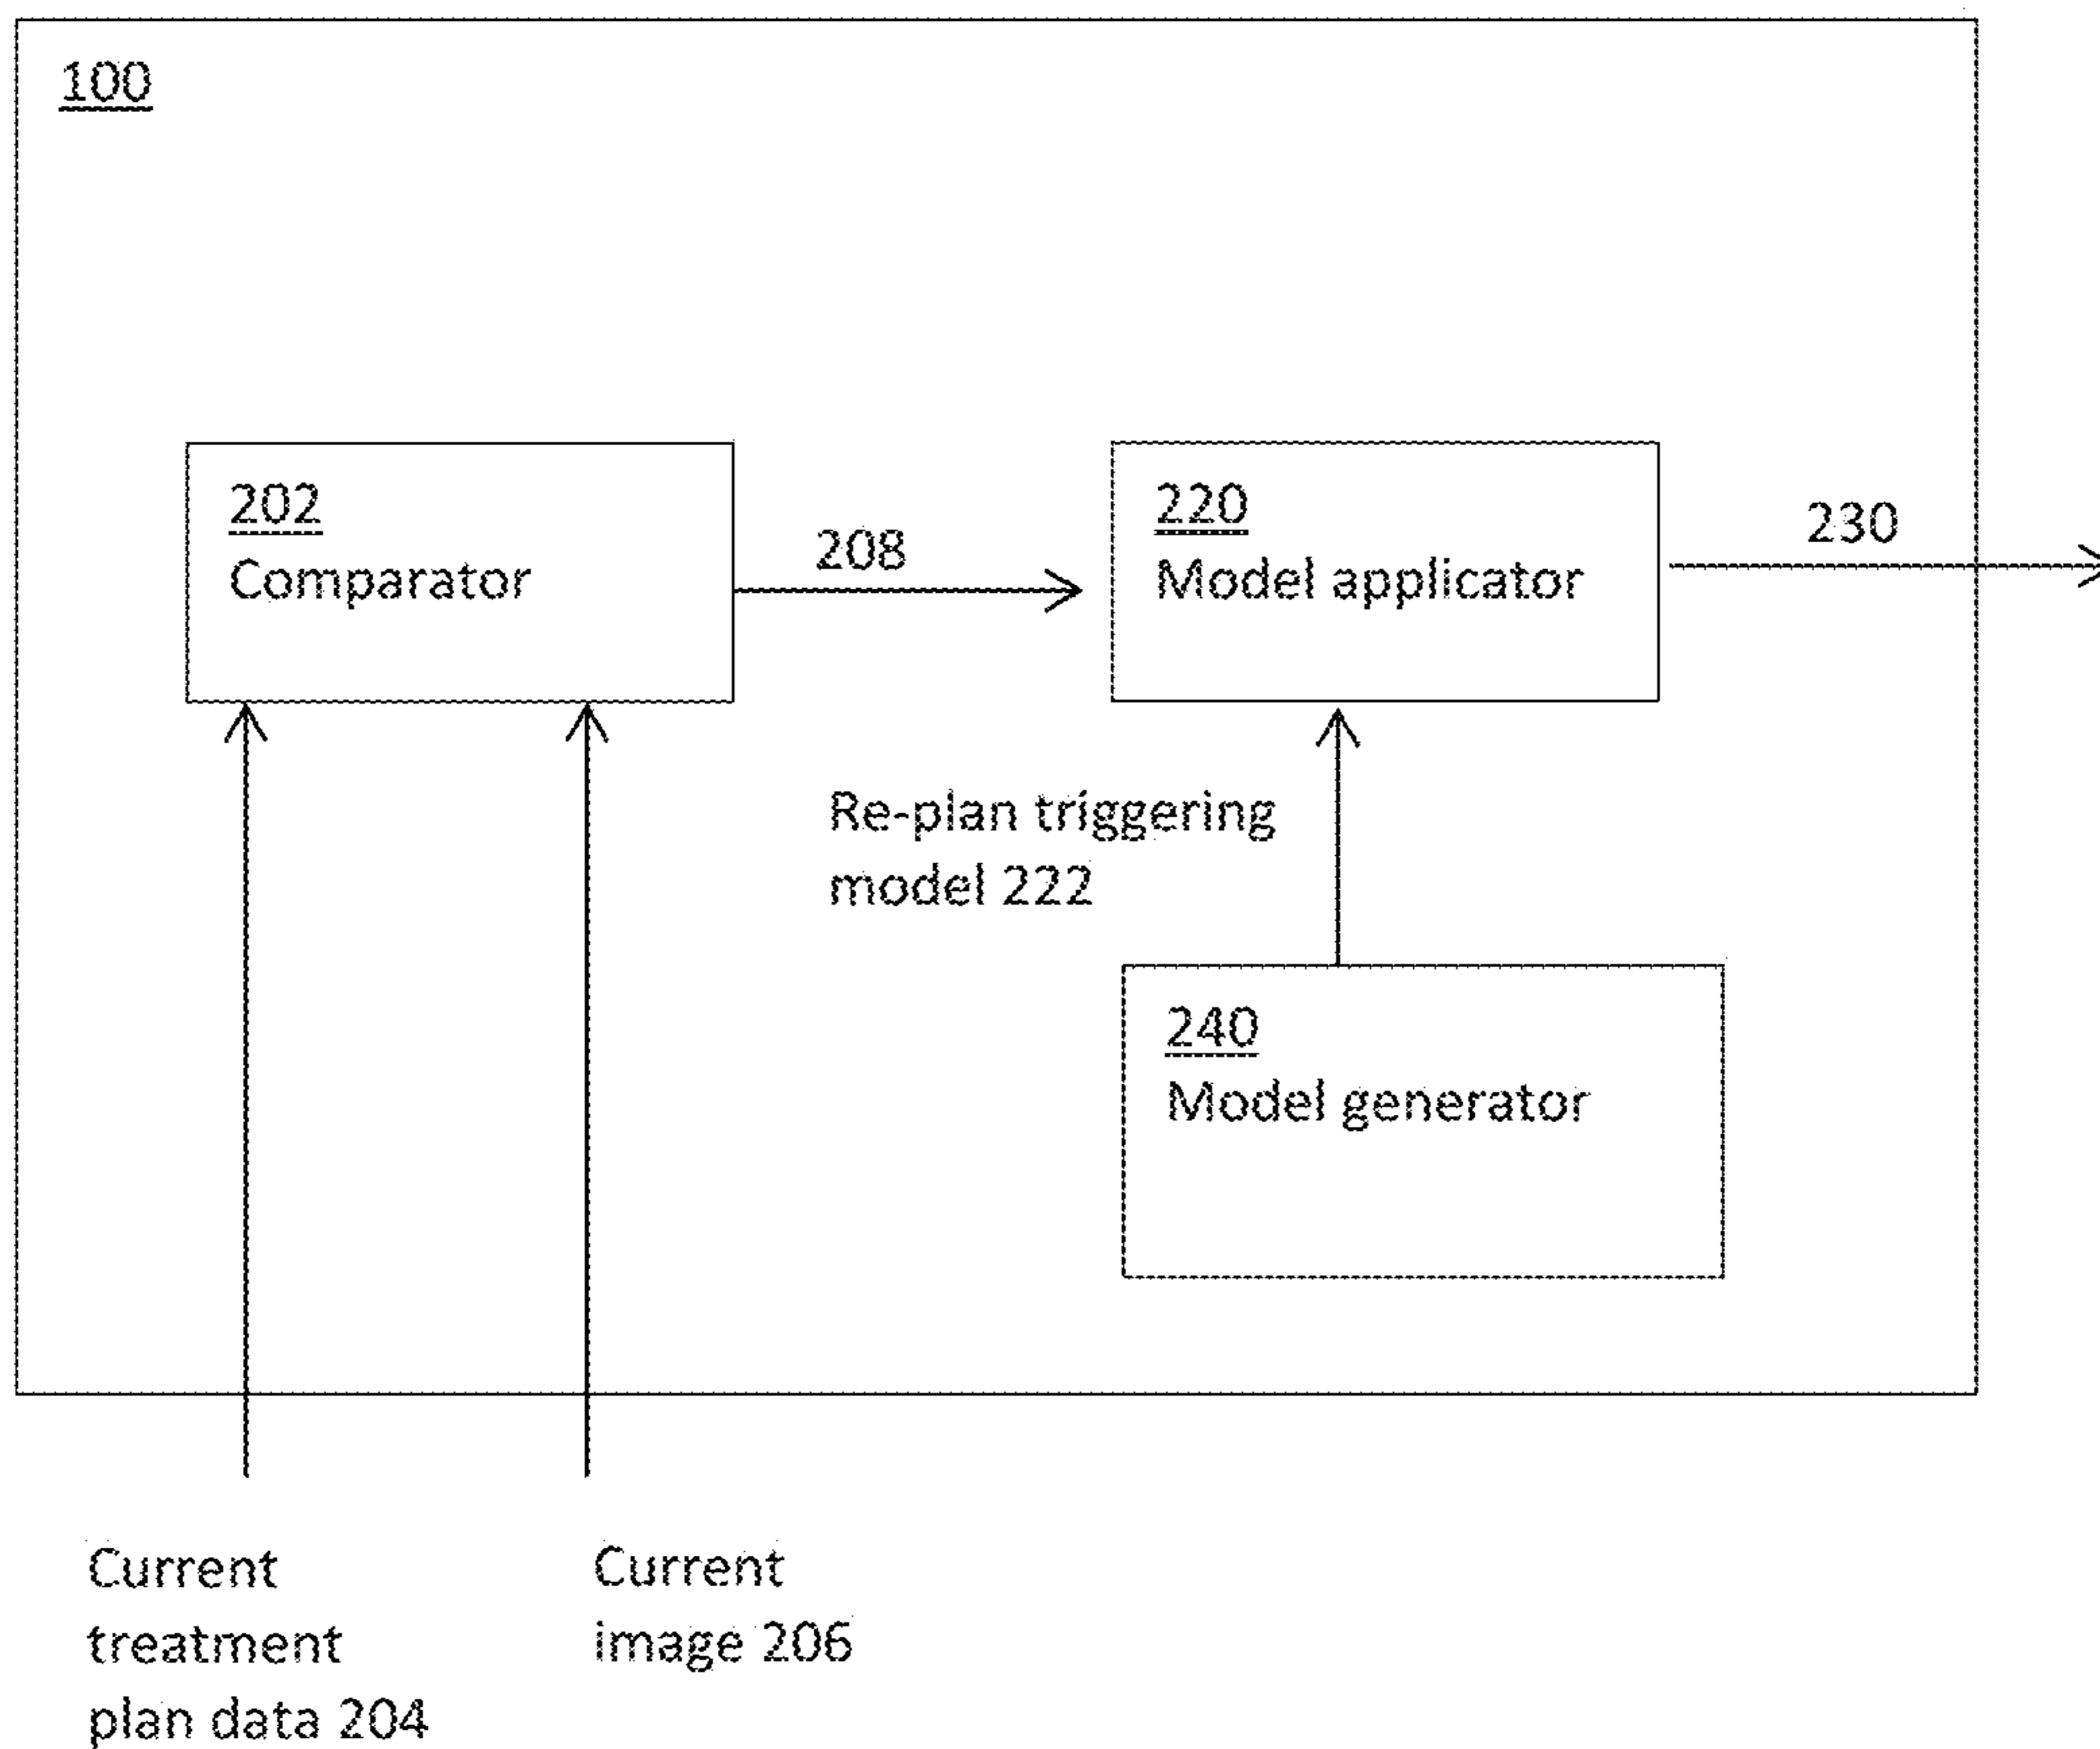 100
202
Comparator
208
220
Model applicator
230
Re-plan triggering
model 222
240
Model generator
Current
treatment
plan data 204
Current
image 206